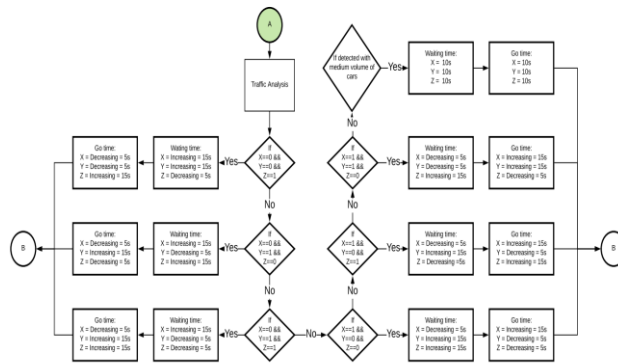 A
Traffic Analysis
If
X==0 &&
Y==0 &&
Z==1
Yes
Wating time:
X = Increasing = 15s
Y = Increasing = 15s
Z = Decreasing = 5s
Go time:
X = Decreasing = 5s
Y = Decreasing = 5s
Z = Increasing = 15s
No
If
X==0 &&
Y==1 &&
Z==0
Yes
Waiting time:
X = Increasing = 15s
Y = Decreasing = 5s
Z = Increasing = 15s
Go time:
X = Decreasing = 5s
Y = Increasing = 15s
Z = Decreasing = 5s
B
No
If
X==0 &&
Y==1 &&
Z==1
Yes
Waiting time:
X = Increasing = 15s
Y = Decreasing = 5s
Z = Decreasing = 5s
Go time:
X = Decreasing = 5s
Y = Increasing = 15s
Z = Increasing = 15s
No
If
X==1 &&
Y==0 &&
Z==0
Yes
Waiting time:
X = Decreasing = 5s
Y = Increasing = 15s
Z = Increasing = 15s
Go time:
X = Increasing = 15s
Y = Decreasing = 5s
Z = Decreasing = 5s
No
If
X==1 &&
Y==0 &&
Z==1
Yes
Waiting time:
X = Decreasing = 5s
Y = Increasing = 15s
Z = Decreasing =5s
Go time:
X = Increasing = 15s
Y = Decreasing = 5s
Z = Increasing = 15s
B
No
If
X==1 &&
Y==1 &&
Z==0
Yes
Waiting time:
X = Decreasing = 5s
Y = Decreasing = 5s
Z = Increasing = 15s
Go time:
X = Increasing = 15s
Y = Increasing = 15s
Z = Decreasing = 5s
No
If detected with
medium volume of
cars
Yes
Waiting time:
X = 10s
Y = 10s
Z = 10s
Go time:
X = 10s
Y = 10s
Z = 10s